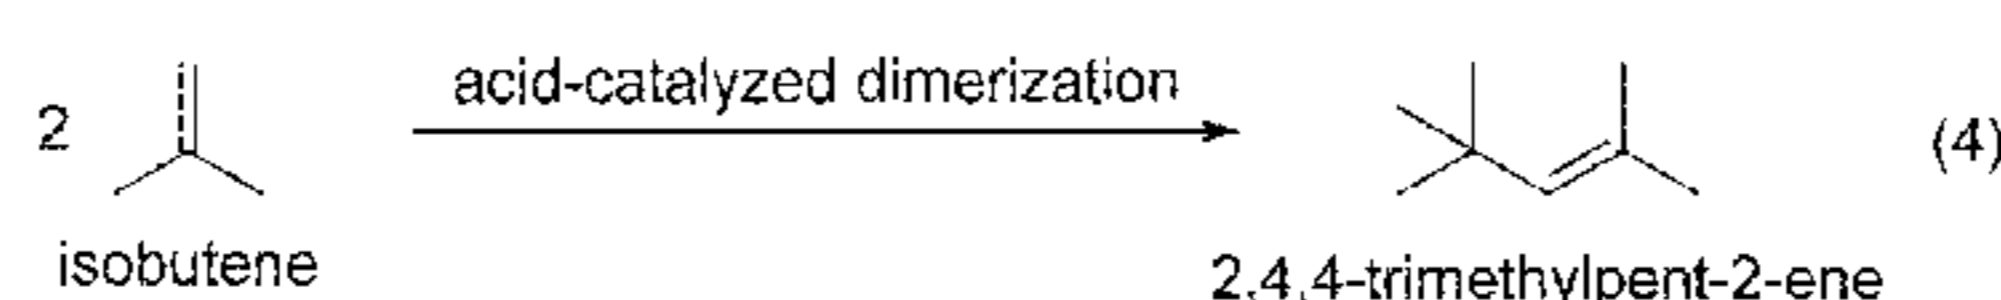 acid-catalyzed dimerization
2
(4)
isobutene
2,4,4-trimethylpent-2-ene